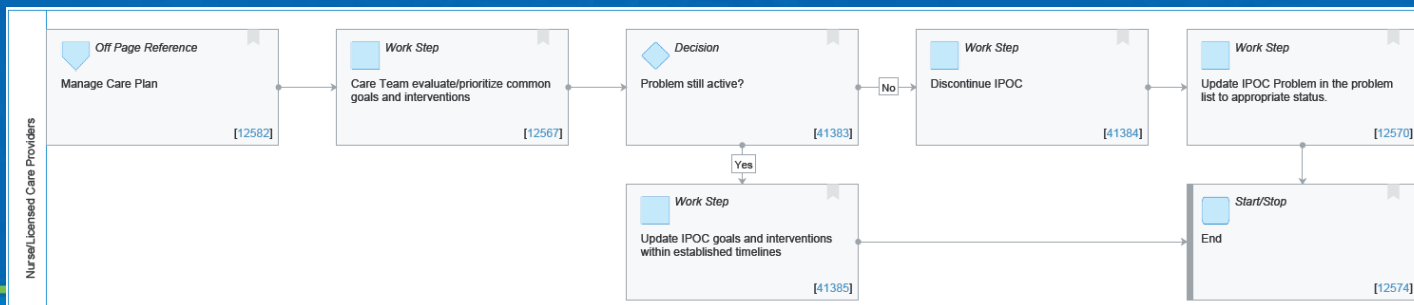 Nurse/Licensed Care Providers
Off Page Reference
Manage Care Plan
[12582]
Work Step
Care Team evaluate/prioritize common
goals and interventions
[12567]
Decision
Problem still active?
[41383]
No
Work Step
Discontinue IPOC
[41384]
Work Step
Update IPOC Problem in the problem
list to appropriate status.
[12570]
Yes
Work Step
Update IPOC goals and interventions
within established timelines
[41385]
Start/Stop
End
[12574]